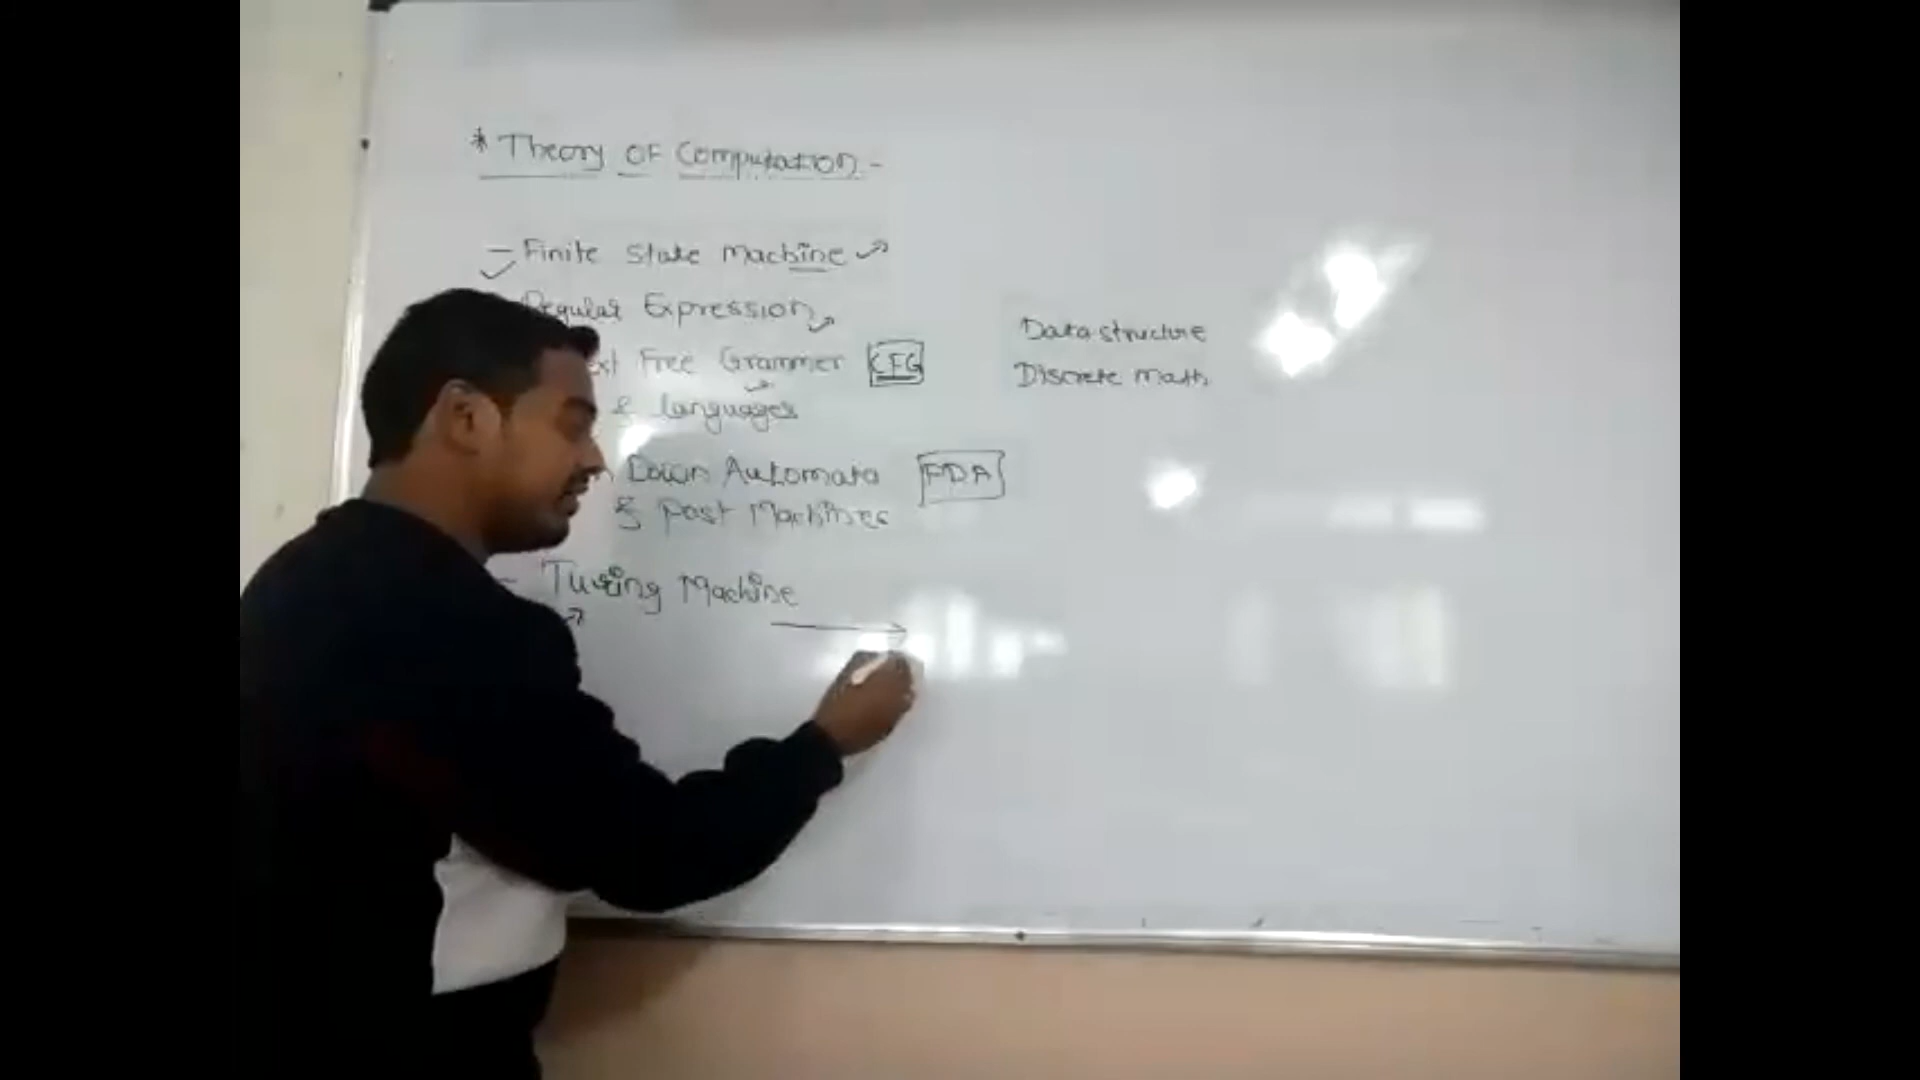 * Theory OF Computation -
- Finite State Machine
Regular Expression
Free Grammer CFG
& languages
Down Automata PDA
& Post Machines
- Turing Machine
Data structure
Discrete Math